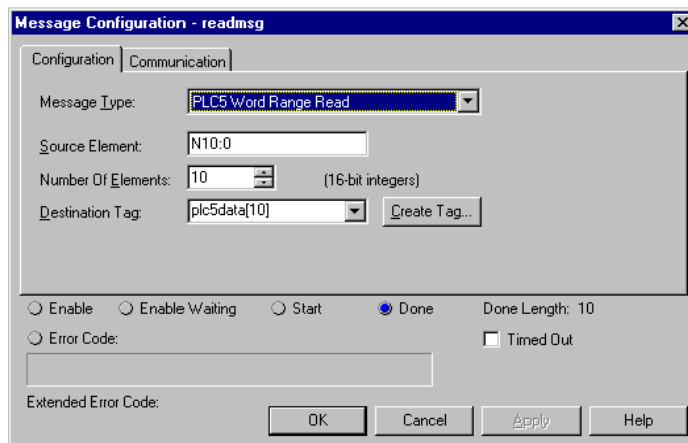 Message Configuration - readmsg
Configuration Communication
Message Type: PLC5 Word Range Read
Source Element: N10:0
Number Of Elements: 10 (16-bit integers)
Destination Tag: plc5data[10] Create Tag...
Enable Enable Waiting Start Done Done Length: 10
Error Code: Timed Out
Extended Error Code:
OK Cancel Apply Help